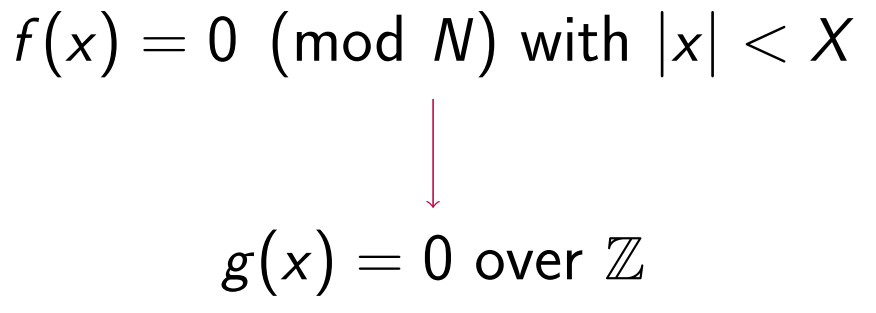 f(x) = 0 (mod N) with |x| < X
g(x) = 0 over ℤ